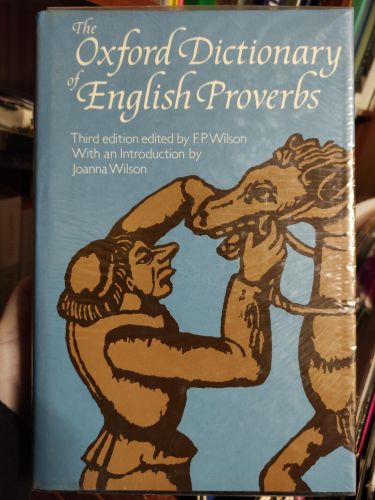 The
Oxford Dictionary
of English Proverbs
Third edition edited by F.P. Wilson
With an Introduction by
Joanna Wilson